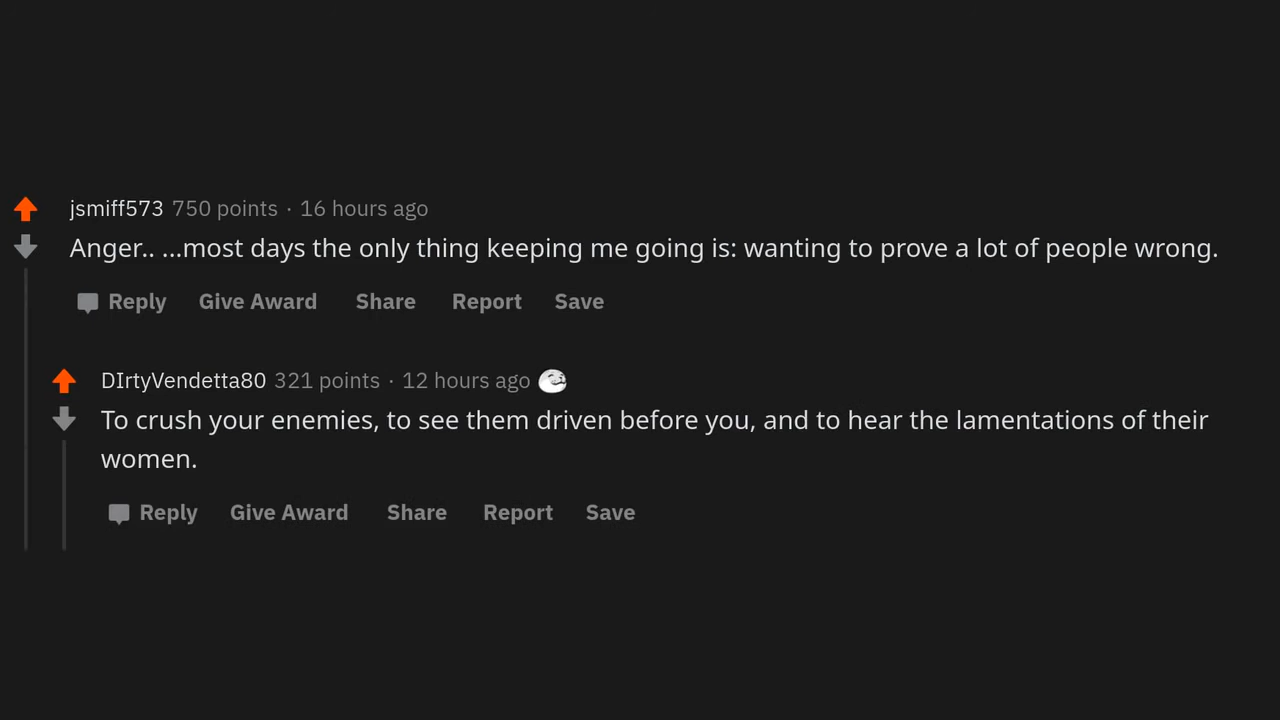 jsmiff573 750 points · 16 hours ago
Anger.. ...most days the only thing keeping me going is: wanting to prove a lot of people wrong.
Reply Give Award Share Report Save
DIrtyVendetta80 321 points · 12 hours ago
To crush your enemies, to see them driven before you, and to hear the lamentations of their
women.
Reply Give Award Share Report Save